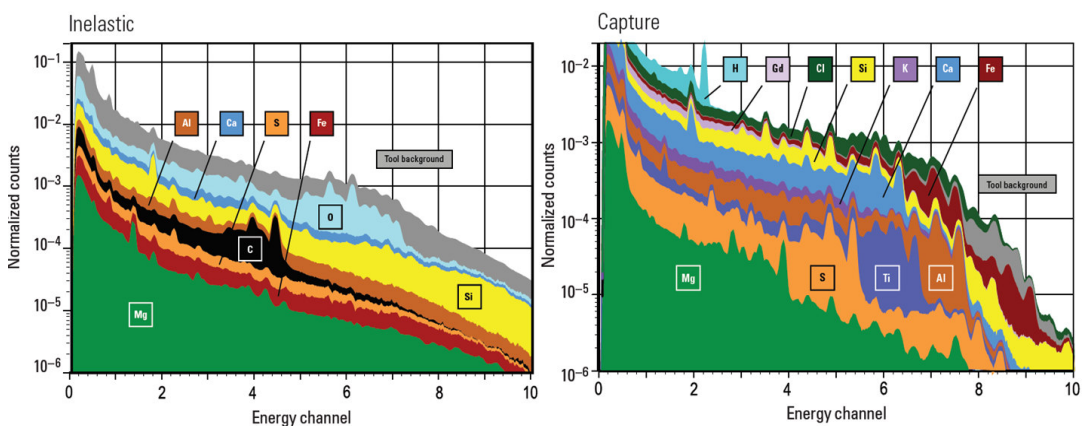 Inelastic
Capture
10–1
10–2
10–3
10–4
10–5
10–6
Normalized counts
Al Ca S Fe
Tool background
O
C
Si
Mg
0 2 4 6 8 10
Energy channel
10–2
10–3
10–4
10–5
10–6
Normalized counts
H Gd Cl Si K Ca Fe
Tool background
Mg S Ti Al
0 2 4 6 8 10
Energy channel